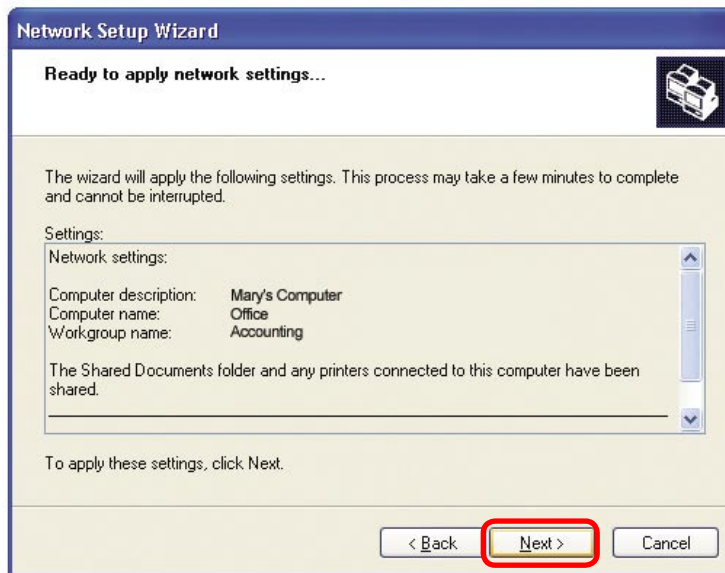 Network Setup Wizard
Ready to apply network settings...
The wizard will apply the following settings. This process may take a few minutes to complete
and cannot be interrupted.
Settings:
Network settings:
Computer description: Mary's Computer
Computer name: Office
Workgroup name: Accounting
The Shared Documents folder and any printers connected to this computer have been
shared.
To apply these settings, click Next.
< Back Next > Cancel